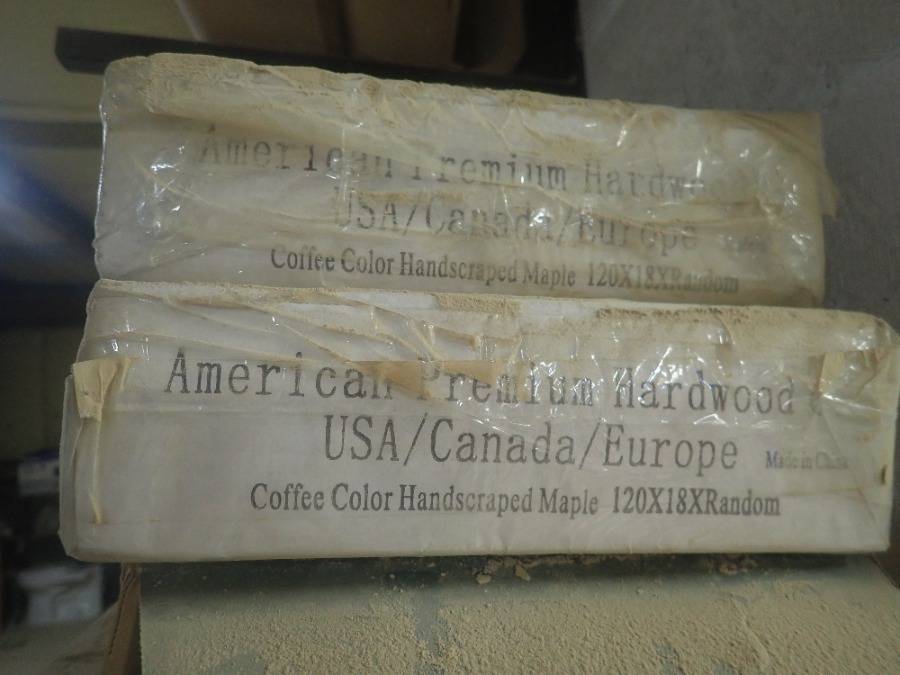 American Premium Hardwood
USA/Canada/Europe
Coffee Color Handscraped Maple 120X18XRandom
American Premium Hardwood
USA/Canada/Europe Made in China
Coffee Color Handscraped Maple 120X18XRandom